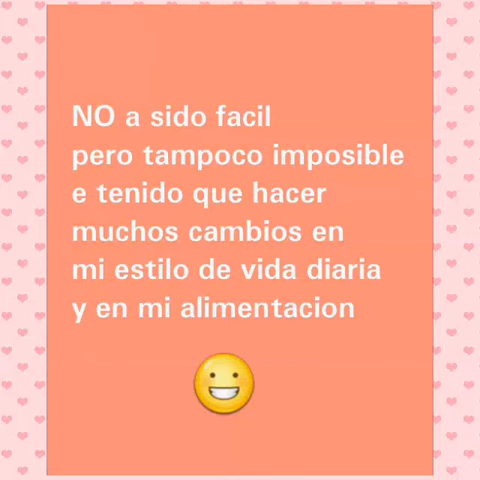 NO a sido facil
pero tampoco imposible
e tenido que hacer
muchos cambios en
mi estilo de vida diaria
y en mi alimentacion